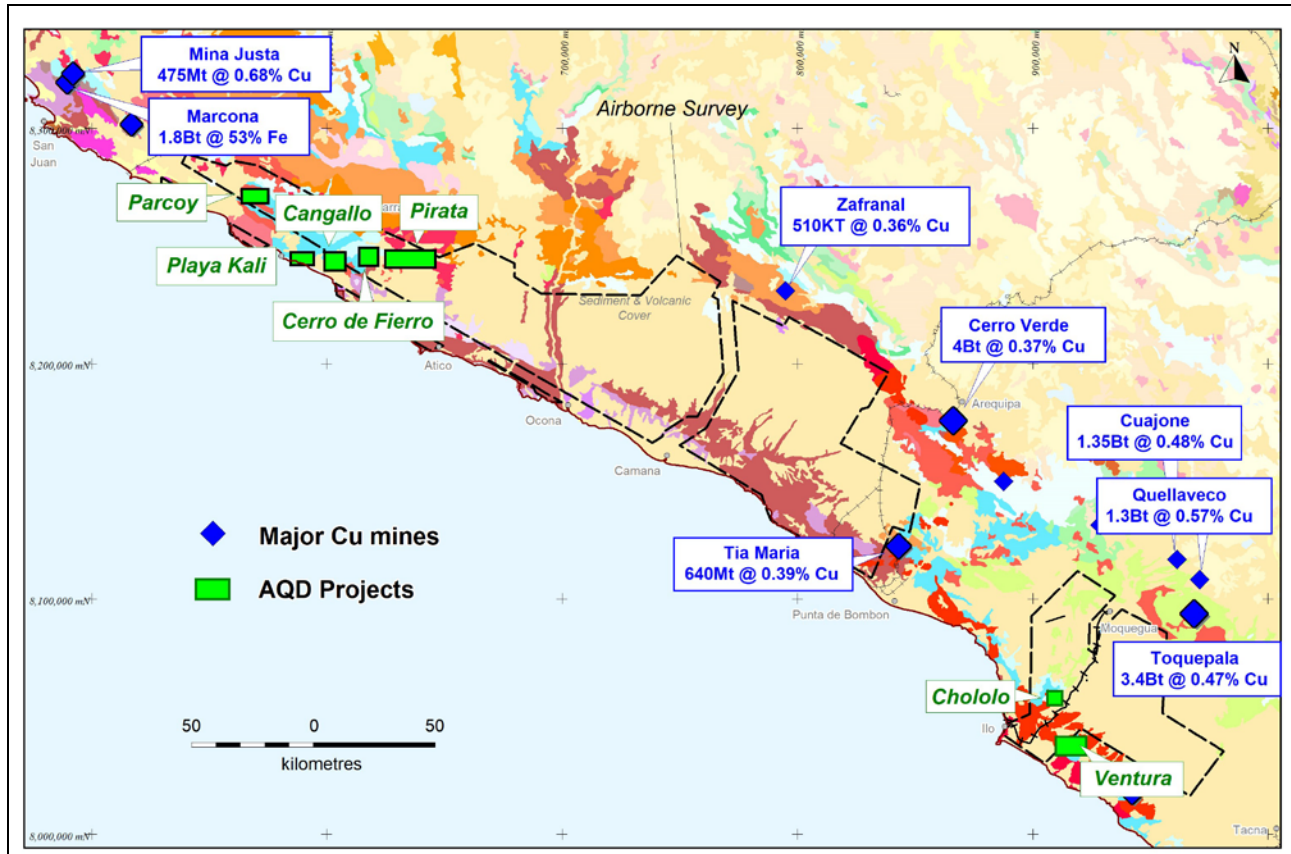 Mina Justa
475Mt @ 0.68% Cu
Marcona
1.8Bt @ 53% Fe
700,000 mE
800,000 mE
900,000 mE
N
8,300,000 mN
San
Juan
Airborne Survey
Parcoy
Cangallo
Pirata
Playa Kali
Cerro de Fierro
Zafranal
510KT @ 0.36% Cu
Sediment & Volcanic
Cover
Cerro Verde
4Bt @ 0.37% Cu
8,200,000 mN
Atico
Arequipa
Ocona
Cuajone
1.35Bt @ 0.48% Cu
Camana
Quellaveco
1.3Bt @ 0.57% Cu
Major Cu mines
Tia Maria
640Mt @ 0.39% Cu
AQD Projects
8,100,000 mN
Punta de Bombon
Moquegua
Toquepala
3.4Bt @ 0.47% Cu
Chololo
50 0 50
Ilo
kilometres
Ventura
8,000,000 mN
Tacna